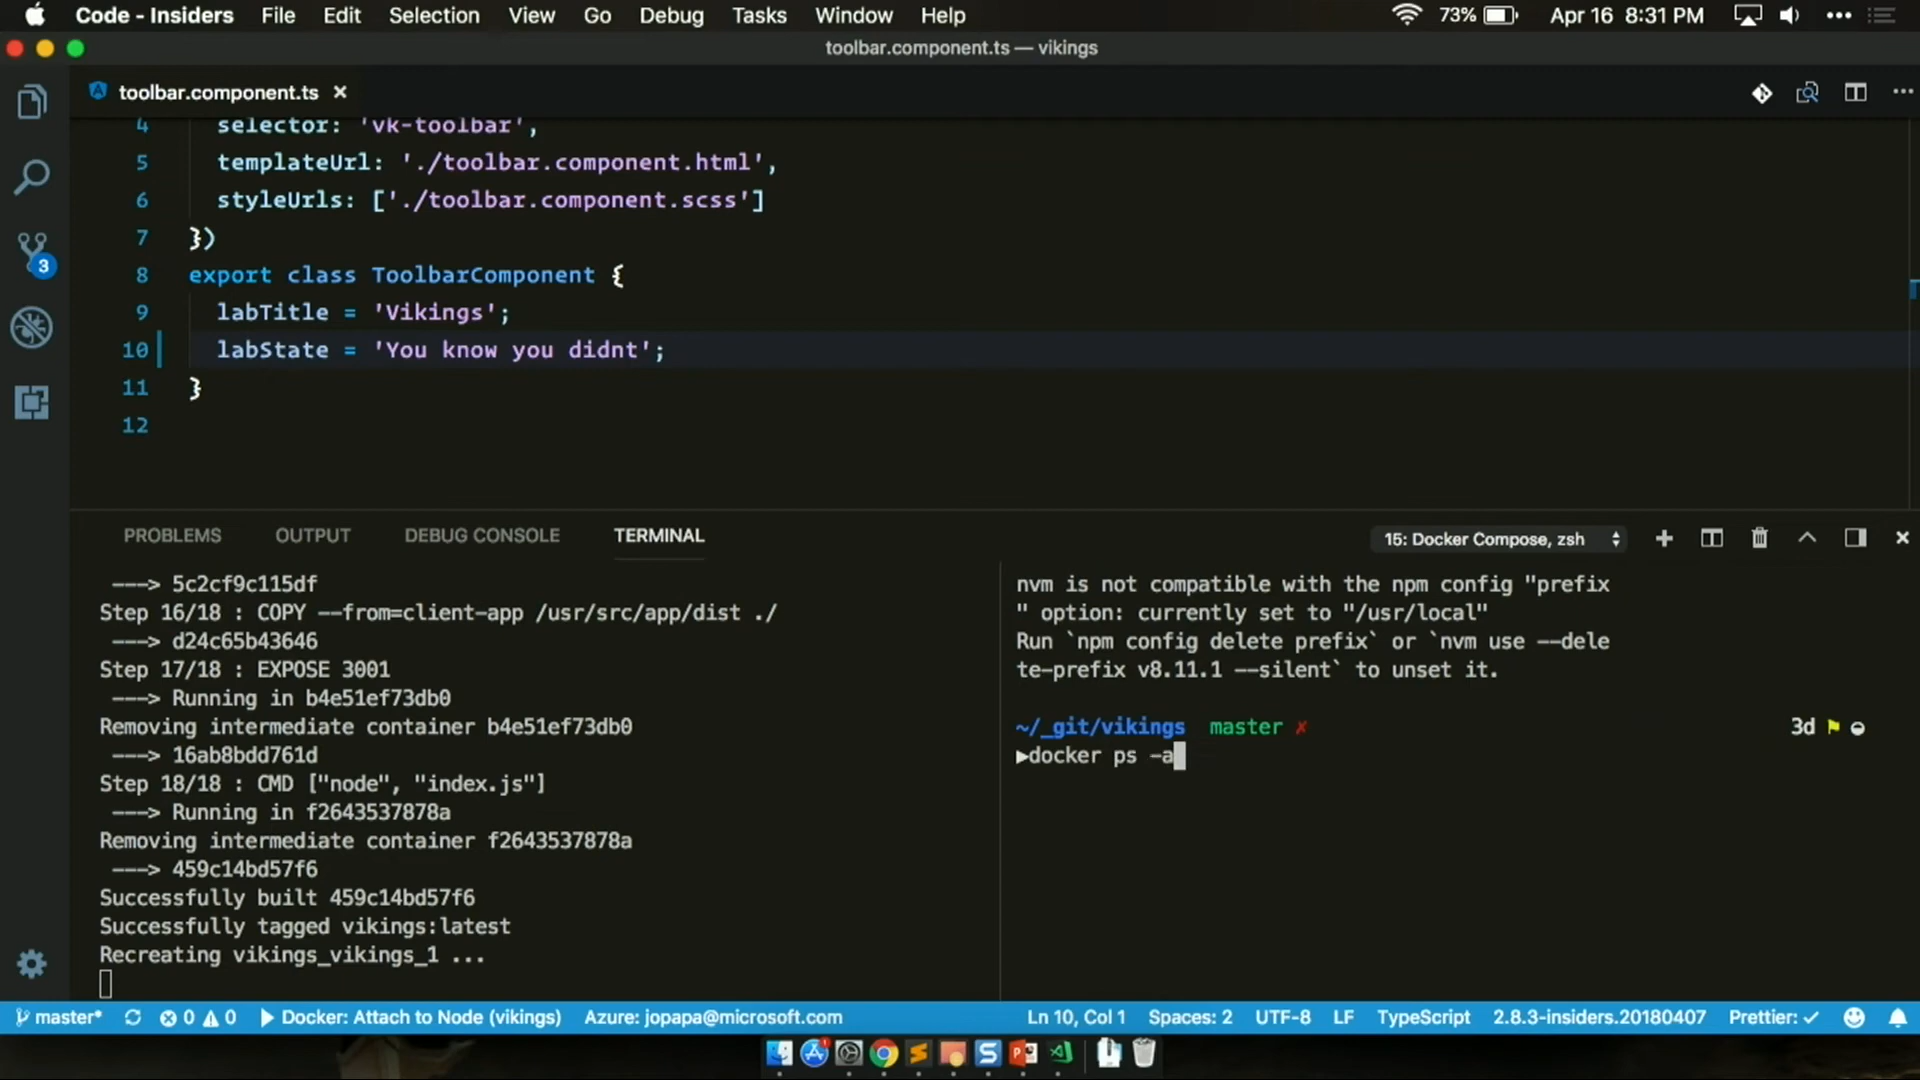 Code - Insiders File Edit Selection View Go Debug Tasks Window Help 73% Apr 16 8:31 PM
toolbar.component.ts — vikings
toolbar.component.ts
4 selector: 'vk-toolbar',
5 templateUrl: './toolbar.component.html',
6 styleUrls: ['./toolbar.component.scss']
7 })
8 export class ToolbarComponent {
9 labTitle = 'Vikings';
10 labState = 'You know you didnt';
11 }
12
3
PROBLEMS OUTPUT DEBUG CONSOLE TERMINAL 15: Docker Compose, zsh
---> 5c2cf9c115df
Step 16/18 : COPY --from=client-app /usr/src/app/dist ./
---> d24c65b43646
Step 17/18 : EXPOSE 3001
---> Running in b4e51ef73db0
Removing intermediate container b4e51ef73db0
---> 16ab8bdd761d
Step 18/18 : CMD ["node", "index.js"]
---> Running in f2643537878a
Removing intermediate container f2643537878a
---> 459c14bd57f6
Successfully built 459c14bd57f6
Successfully tagged vikings:latest
Recreating vikings_vikings_1 ...
nvm is not compatible with the npm config "prefix
" option: currently set to "/usr/local"
Run `npm config delete prefix` or `nvm use --dele
te-prefix v8.11.1 --silent` to unset it.
~/_git/vikings master ✗ 3d
▶docker ps -a
master* 0 0 Docker: Attach to Node (vikings) Azure: jopapa@microsoft.com Ln 10, Col 1 Spaces: 2 UTF-8 LF TypeScript 2.8.3-insiders.20180407 Prettier: ✓